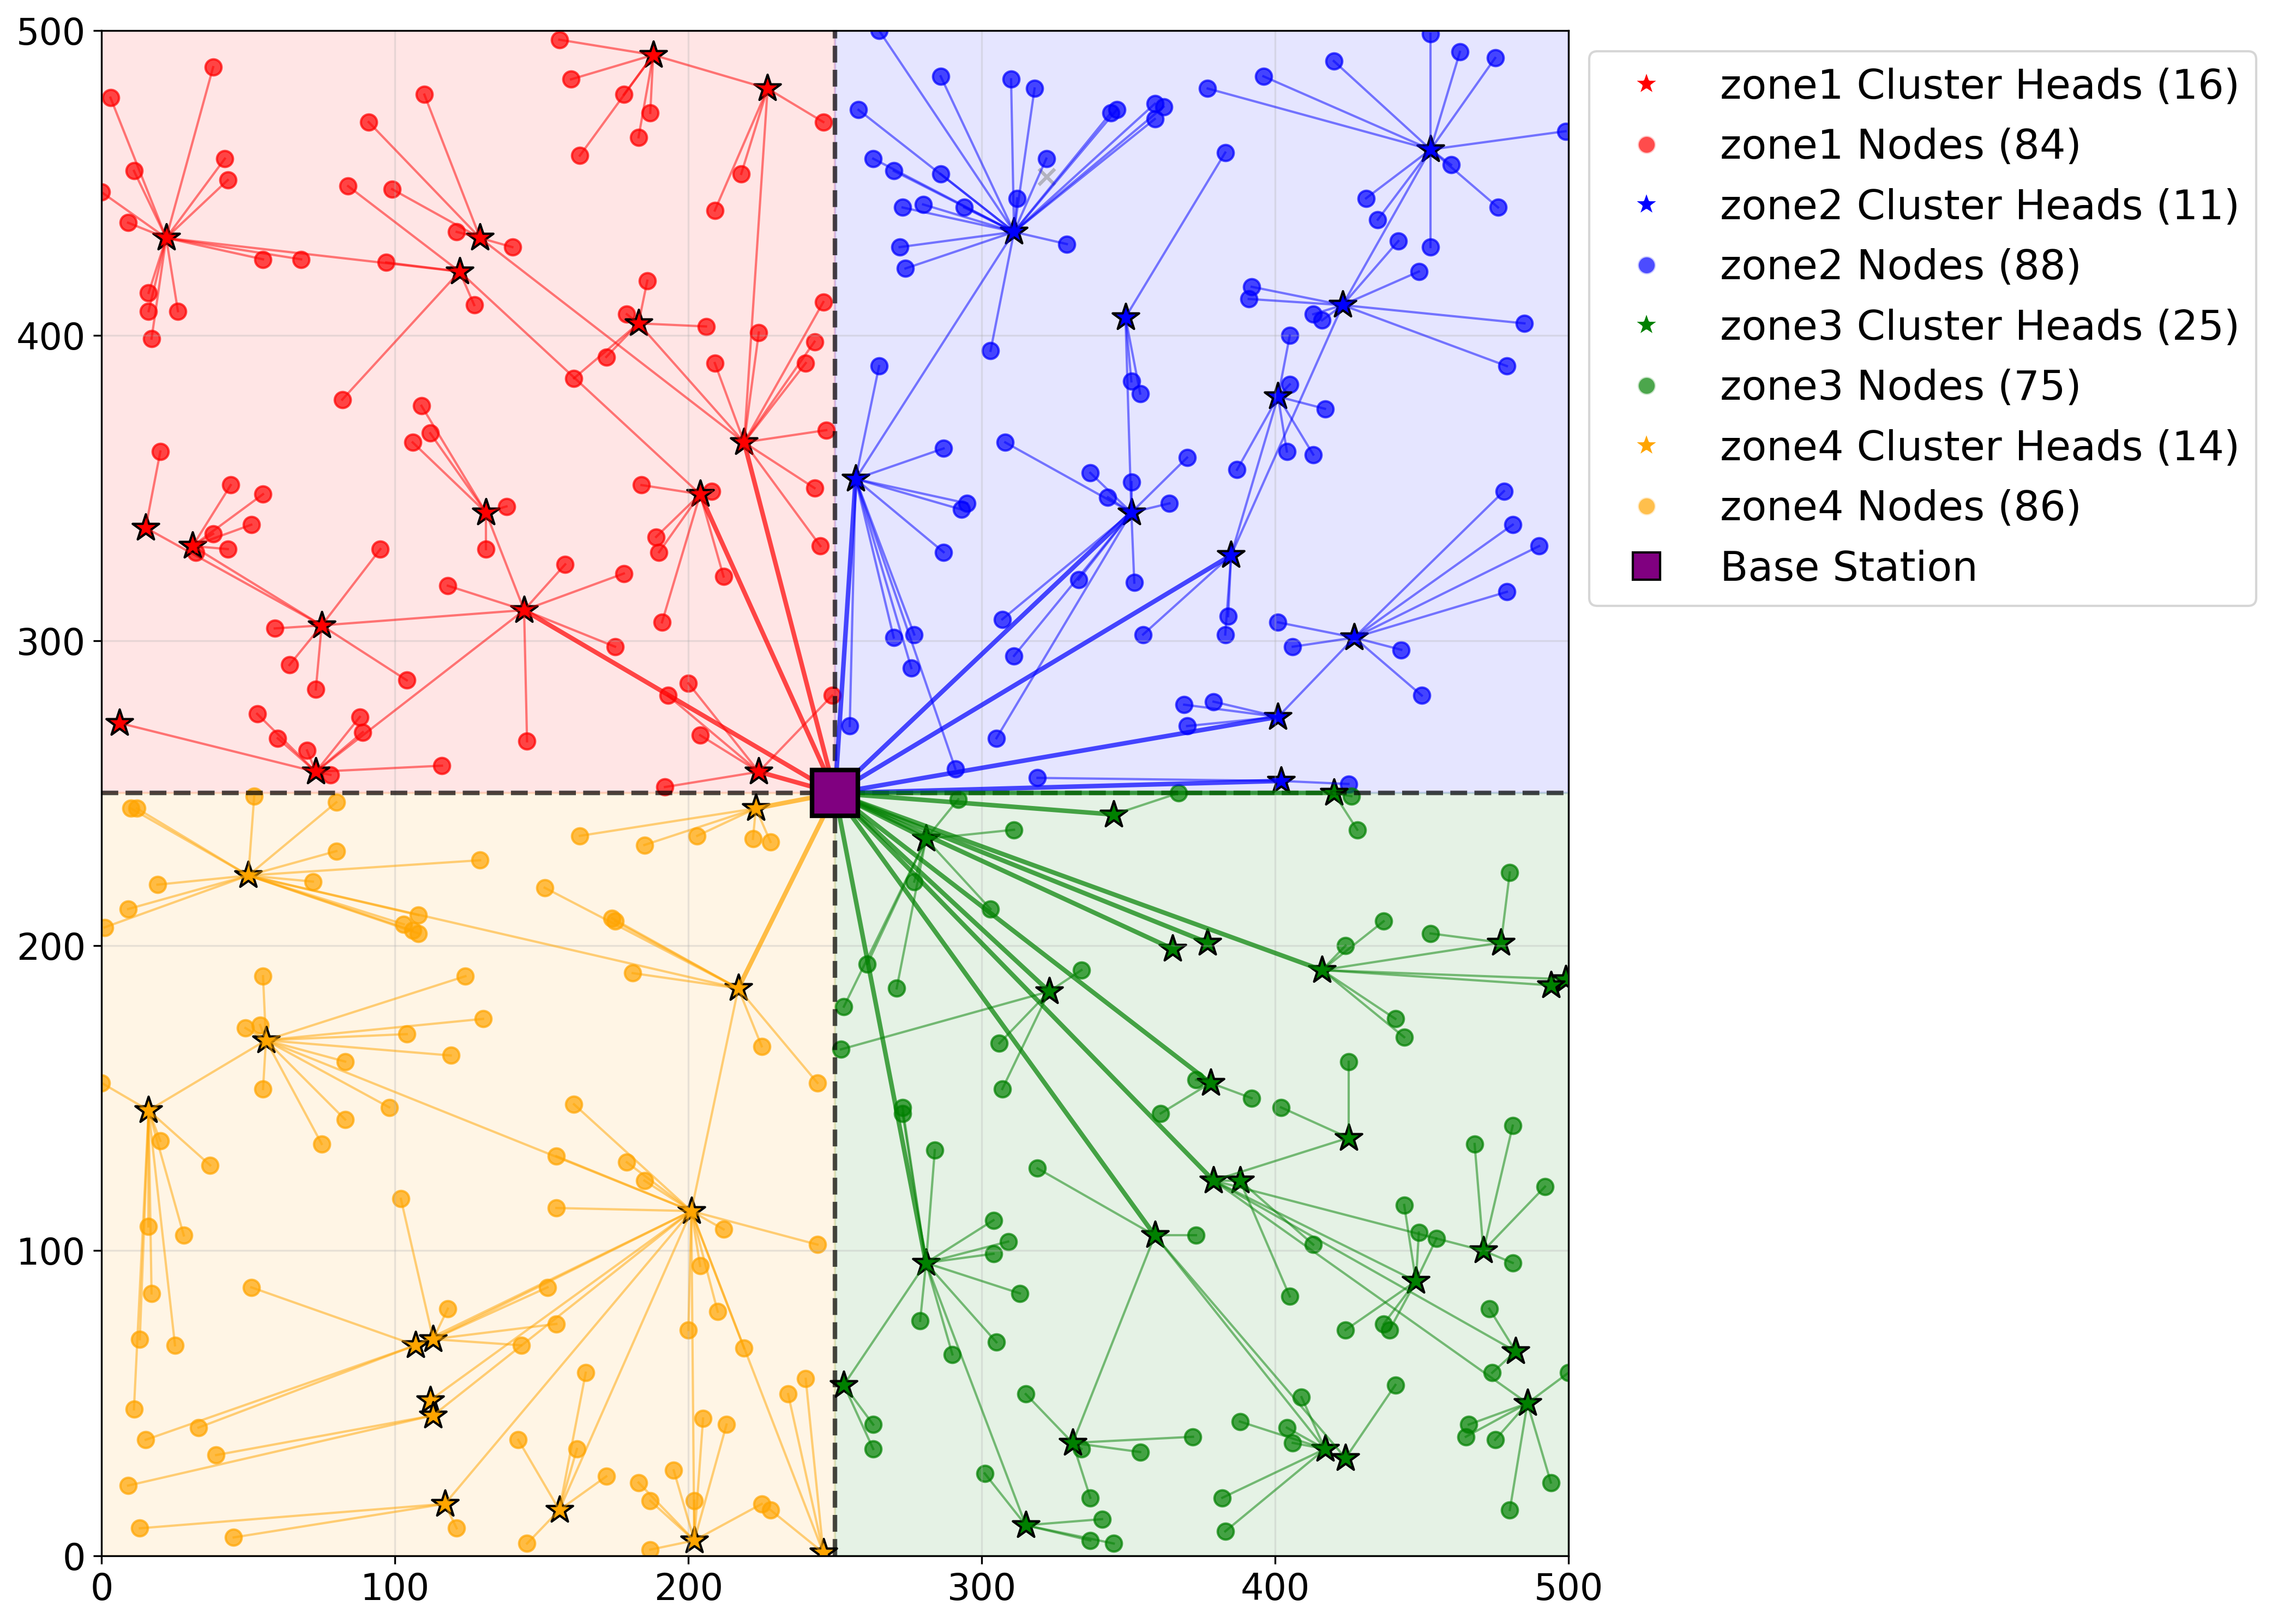 500
400
300
200
100
0
0 100 200 300 400 500
zone1 Cluster Heads (16)
zone1 Nodes (84)
zone2 Cluster Heads (11)
zone2 Nodes (88)
zone3 Cluster Heads (25)
zone3 Nodes (75)
zone4 Cluster Heads (14)
zone4 Nodes (86)
Base Station